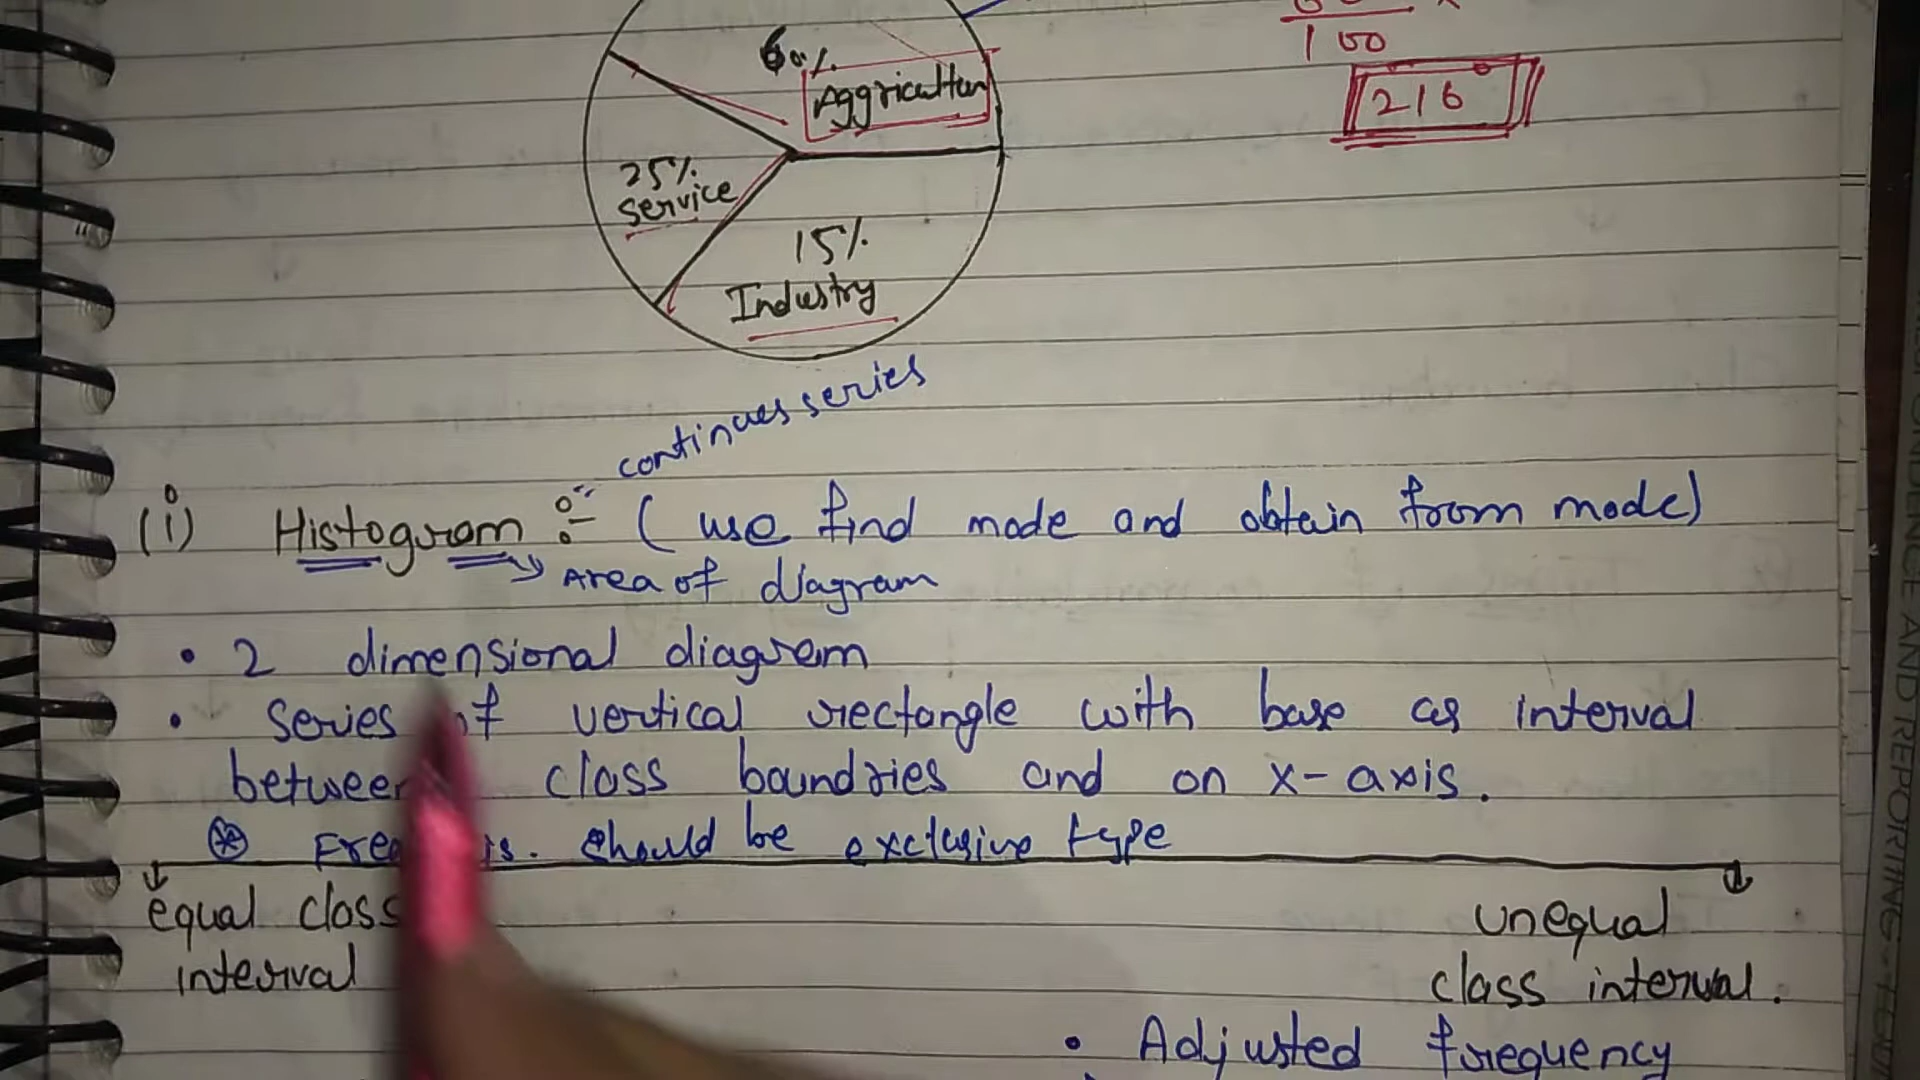 60%
Aggricultur
100
216
25%
Service
15%
Industry
continues series
(i) Histogram :- (use find mode and obtain from mode)
Area of diagram
• 2 dimensional diagram
• Series of vertical rectangle with base as interval
between class boundries and on x-axis.
should be exclusive type
equal class
interval
unequal
class interval.
• Adjusted frequency